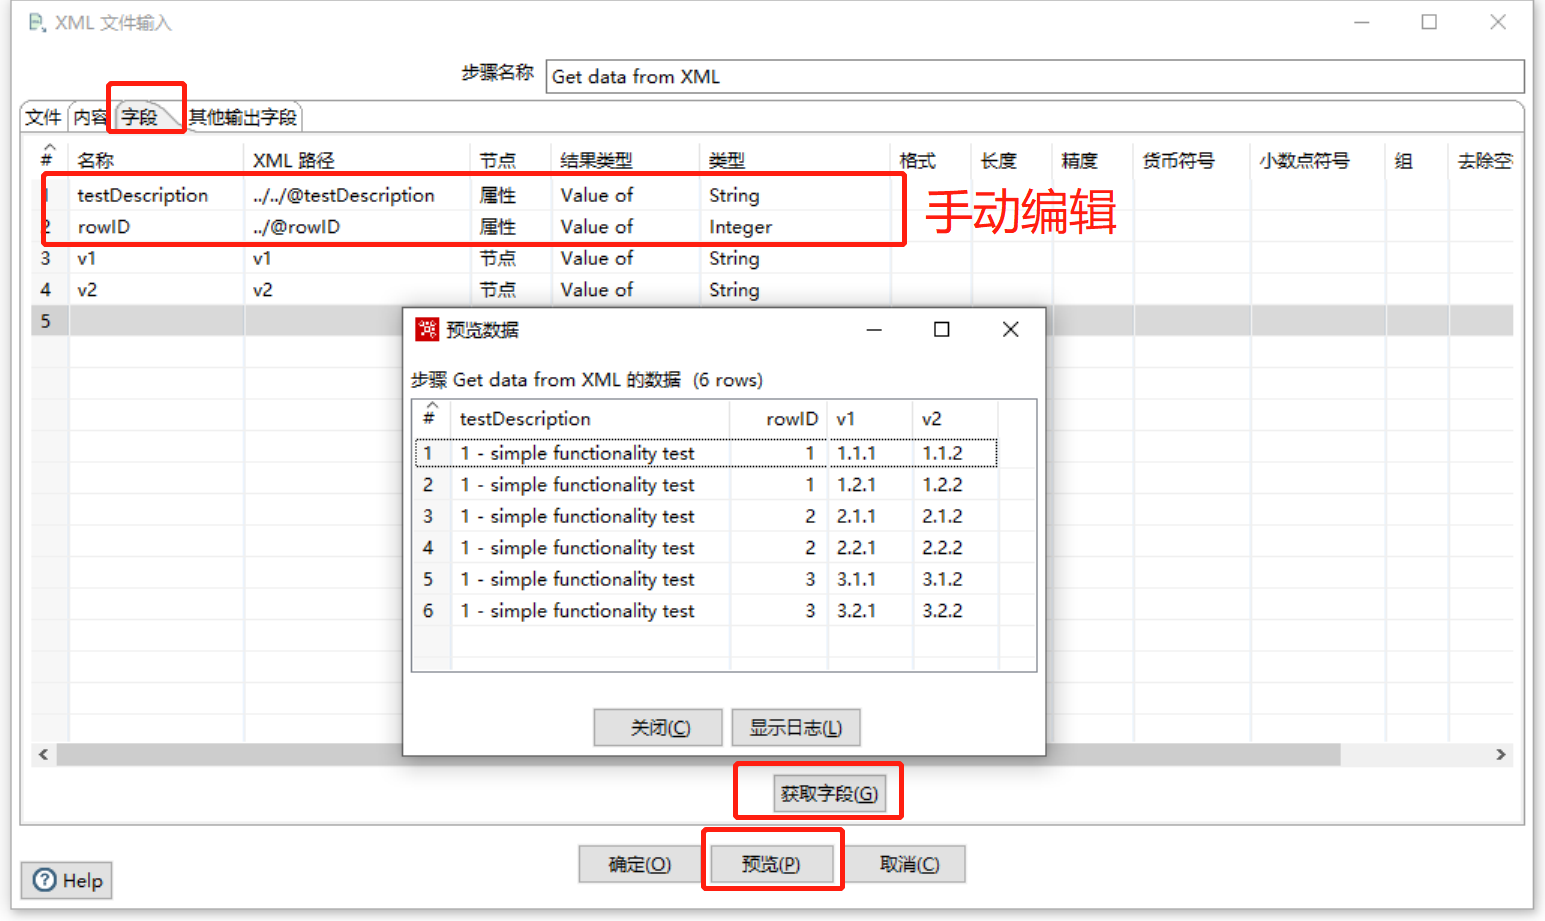 XML 文件输入
步骤名称 Get data from XML
文件 内容 字段 其他输出字段
# 名称 XML 路径 节点 结果类型 类型 格式 长度 精度 货币符号 小数点符号 组 去除空
1 testDescription ../../@testDescription 属性 Value of String
2 rowID ../@rowID 属性 Value of Integer
手动编辑
3 v1 v1 节点 Value of String
4 v2 v2 节点 Value of String
5
预览数据
步骤 Get data from XML 的数据 (6 rows)
# testDescription rowID v1 v2
1 1 - simple functionality test 1 1.1.1 1.1.2
2 1 - simple functionality test 1 1.2.1 1.2.2
3 1 - simple functionality test 2 2.1.1 2.1.2
4 1 - simple functionality test 2 2.2.1 2.2.2
5 1 - simple functionality test 3 3.1.1 3.1.2
6 1 - simple functionality test 3 3.2.1 3.2.2
关闭(C) 显示日志(L)
获取字段(G)
确定(O) 预览(P) 取消(C)
Help